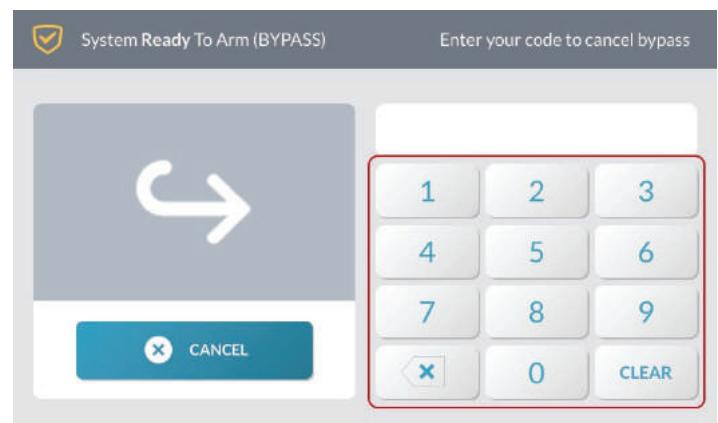 System Ready To Arm (BYPASS)
Enter your code to cancel bypass
1 2 3
4 5 6
7 8 9
0 CLEAR
CANCEL